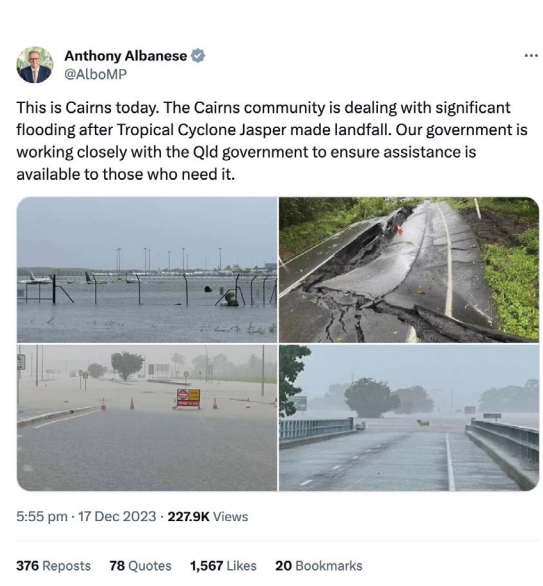 Anthony Albanese
@AlboMP
This is Cairns today. The Cairns community is dealing with significant
flooding after Tropical Cyclone Jasper made landfall. Our government is
working closely with the Qld government to ensure assistance is
available to those who need it.
5:55 pm · 17 Dec 2023 · 227.9K Views
376 Reposts 78 Quotes 1,567 Likes 20 Bookmarks